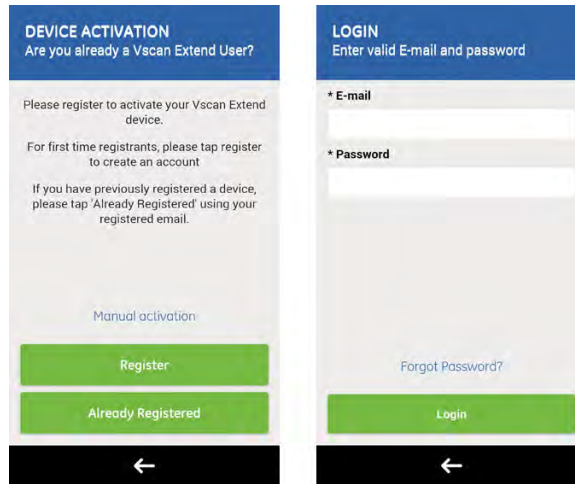 DEVICE ACTIVATION
Are you already a Vscan Extend User?
Please register to activate your Vscan Extend
device.
For first time registrants, please tap register
to create an account
If you have previously registered a device,
please tap 'Already Registered' using your
registered email.
Manual activation
Register
Already Registered
LOGIN
Enter valid E-mail and password
* E-mail
* Password
Forgot Password?
Login